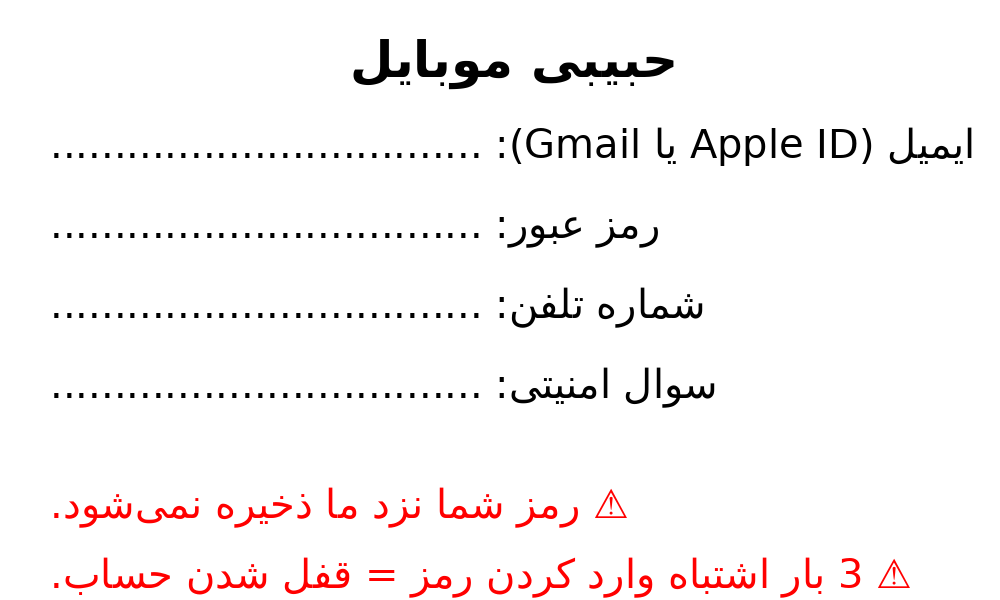 حبیبی موبایل
ایمیل (Apple ID یا Gmail): ..................................
رمز عبور: ..................................
شماره تلفن: ..................................
سوال امنیتی: ..................................
⚠ رمز شما نزد ما ذخیره نمی‌شود.
⚠ 3 بار اشتباه وارد کردن رمز = قفل شدن حساب.